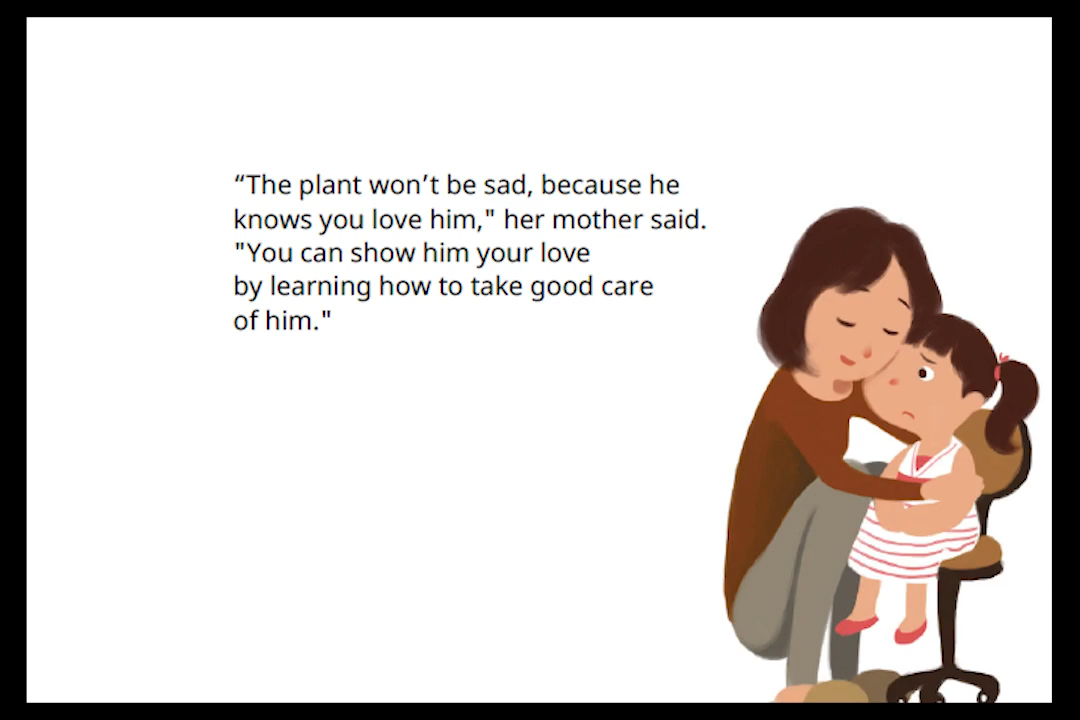 “The plant won’t be sad, because he
knows you love him," her mother said.
"You can show him your love
by learning how to take good care
of him."